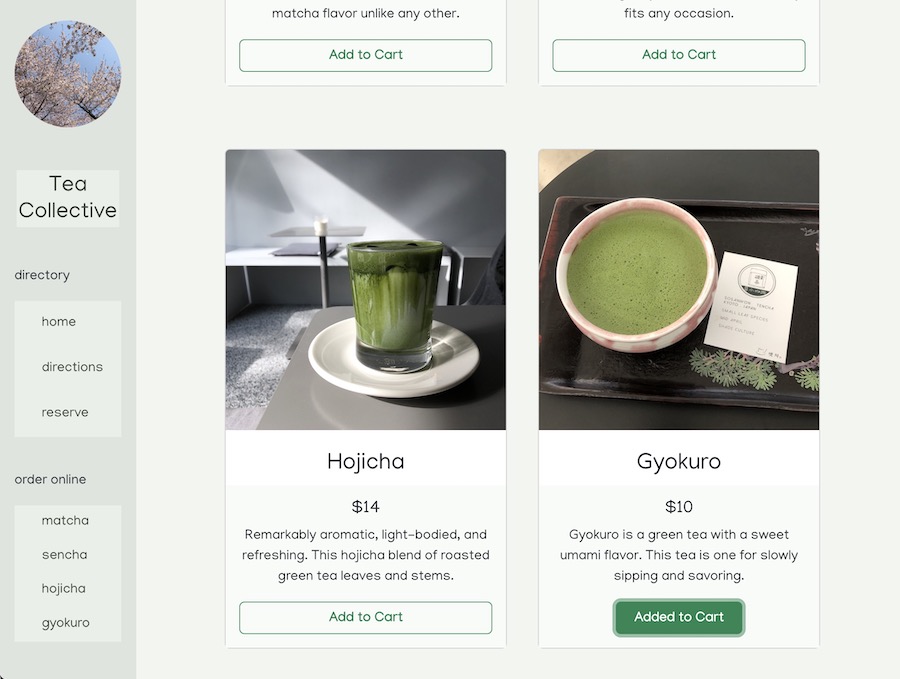 Tea
Collective
directory
home
directions
reserve
order online
matcha
sencha
hojicha
gyokuro
matcha flavor unlike any other.
Add to Cart
fits any occasion.
Add to Cart
Hojicha
$14
Remarkably aromatic, light-bodied, and
refreshing. This hojicha blend of roasted
green tea leaves and stems.
Add to Cart
Gyokuro
$10
Gyokuro is a green tea with a sweet
umami flavor. This tea is one for slowly
sipping and savoring.
Added to Cart